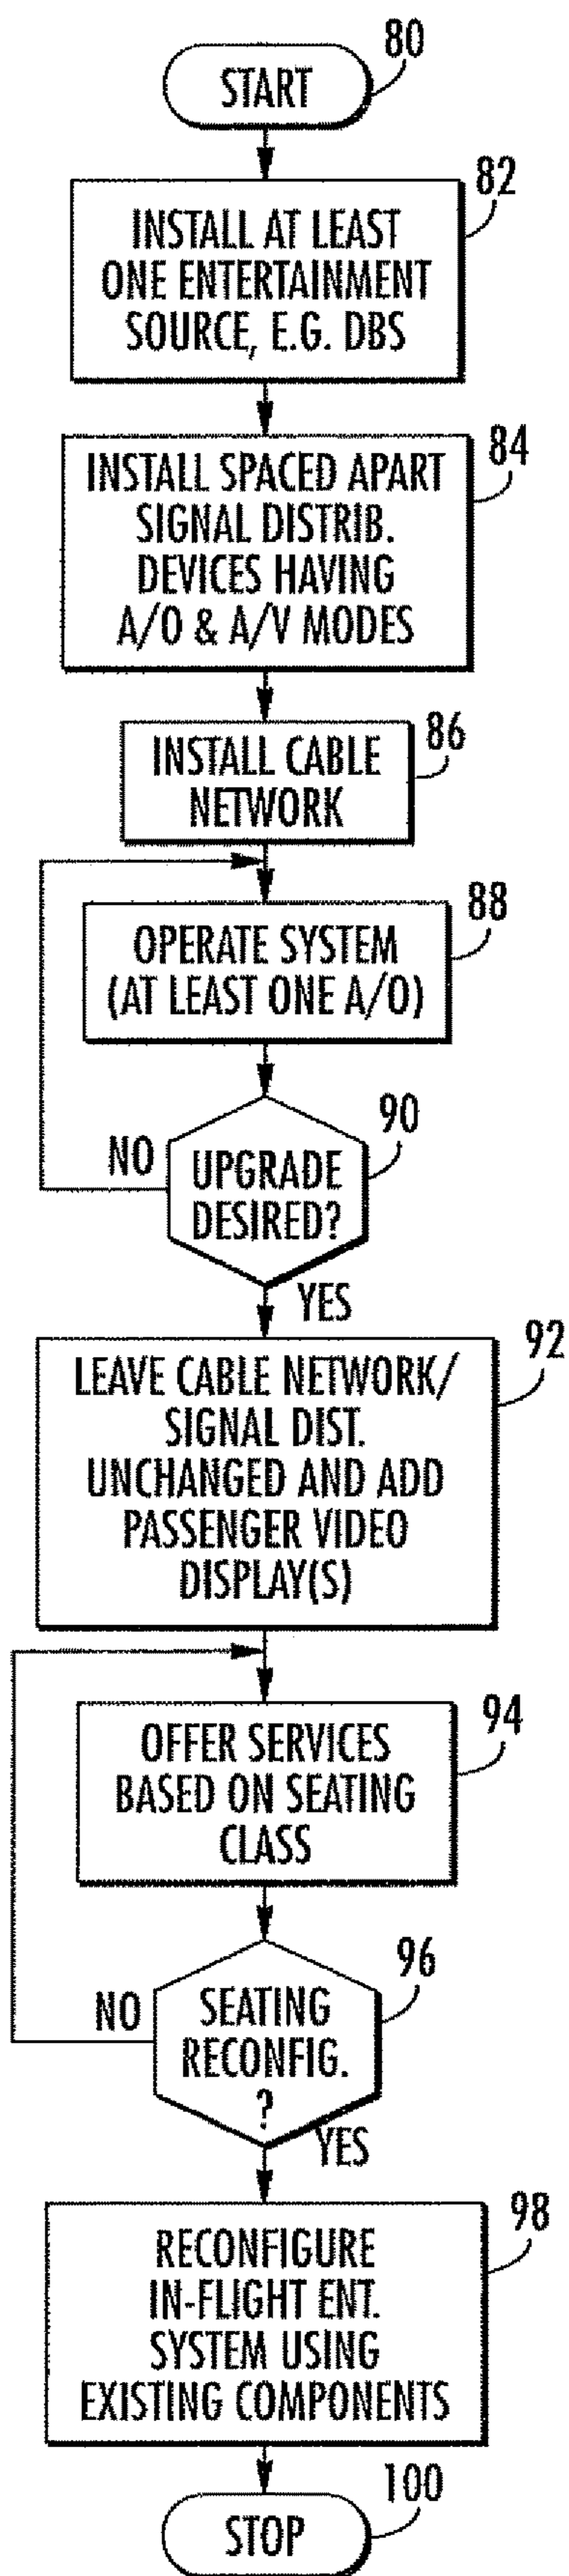 80
START
82
INSTALL AT LEAST
ONE ENTERTAINMENT
SOURCE, E.G. DBS
84
INSTALL SPACED APART
SIGNAL DISTRIB.
DEVICES HAVING
A/O & A/V MODES
86
INSTALL CABLE
NETWORK
88
OPERATE SYSTEM
(AT LEAST ONE A/O)
90
NO
UPGRADE
DESIRED?
YES
92
LEAVE CABLE NETWORK/
SIGNAL DIST.
UNCHANGED AND ADD
PASSENGER VIDEO
DISPLAY(S)
94
OFFER SERVICES
BASED ON SEATING
CLASS
96
NO
SEATING
RECONFIG.
?
YES
98
RECONFIGURE
IN-FLIGHT ENT.
SYSTEM USING
EXISTING COMPONENTS
100
STOP